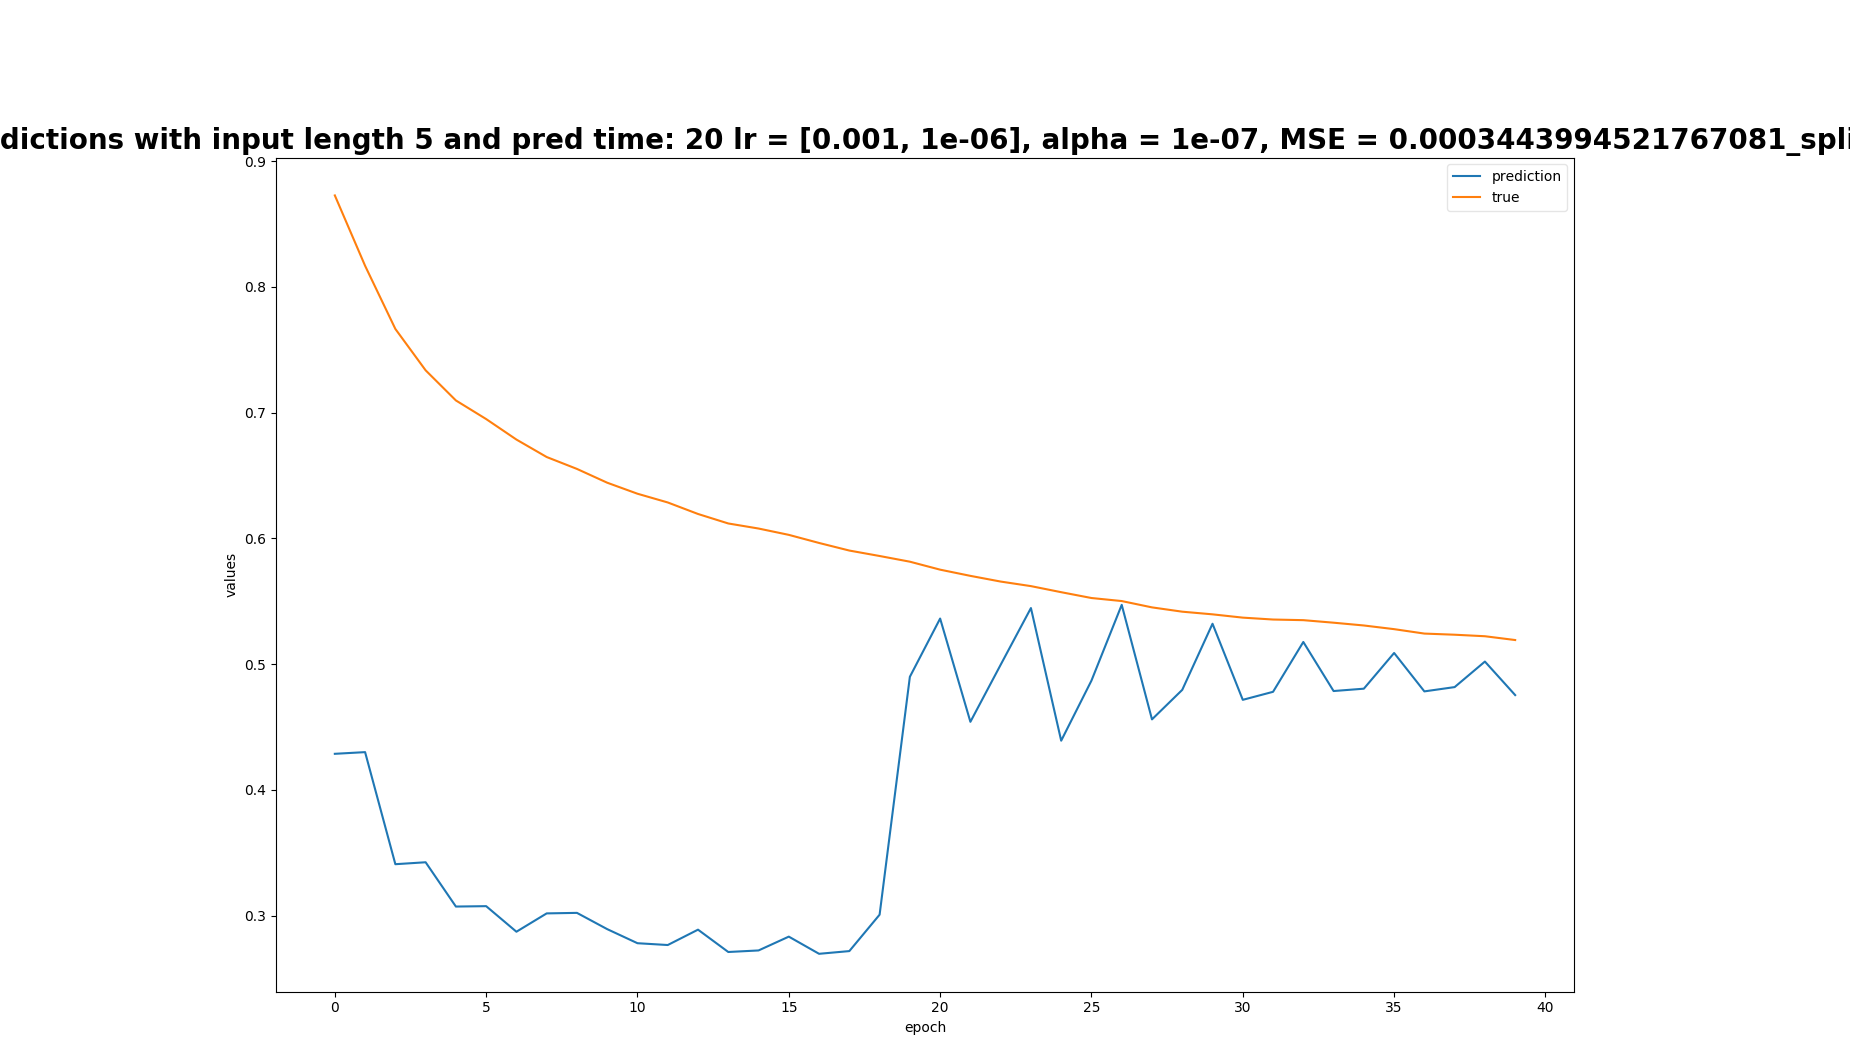 dictions with input length 5 and pred time: 20 lr = [0.001, 1e-06], alpha = 1e-07, MSE = 0.0003443994521767081_spli
prediction
true
0.9
0.8
0.7
0.6
0.5
0.4
0.3
values
0 5 10 15 20 25 30 35 40
epoch